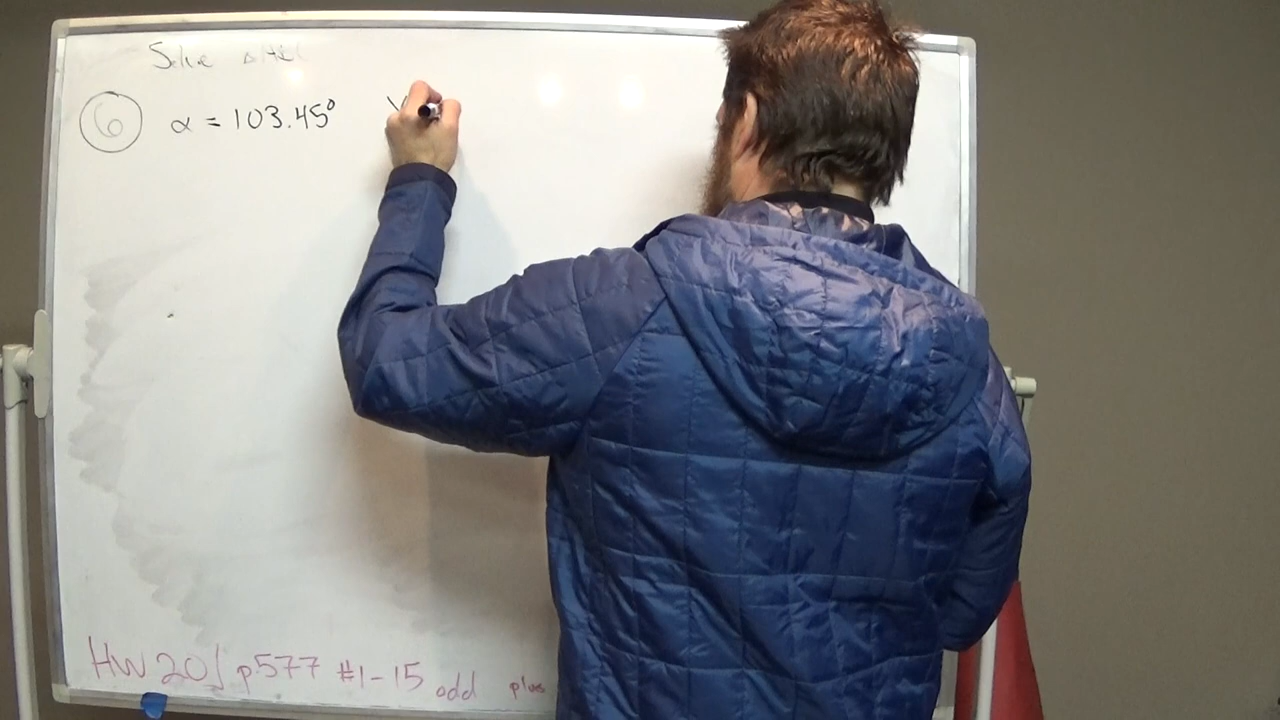 Solve
6 α = 103.45°
HW 20 p.577 #1-15 odd plus